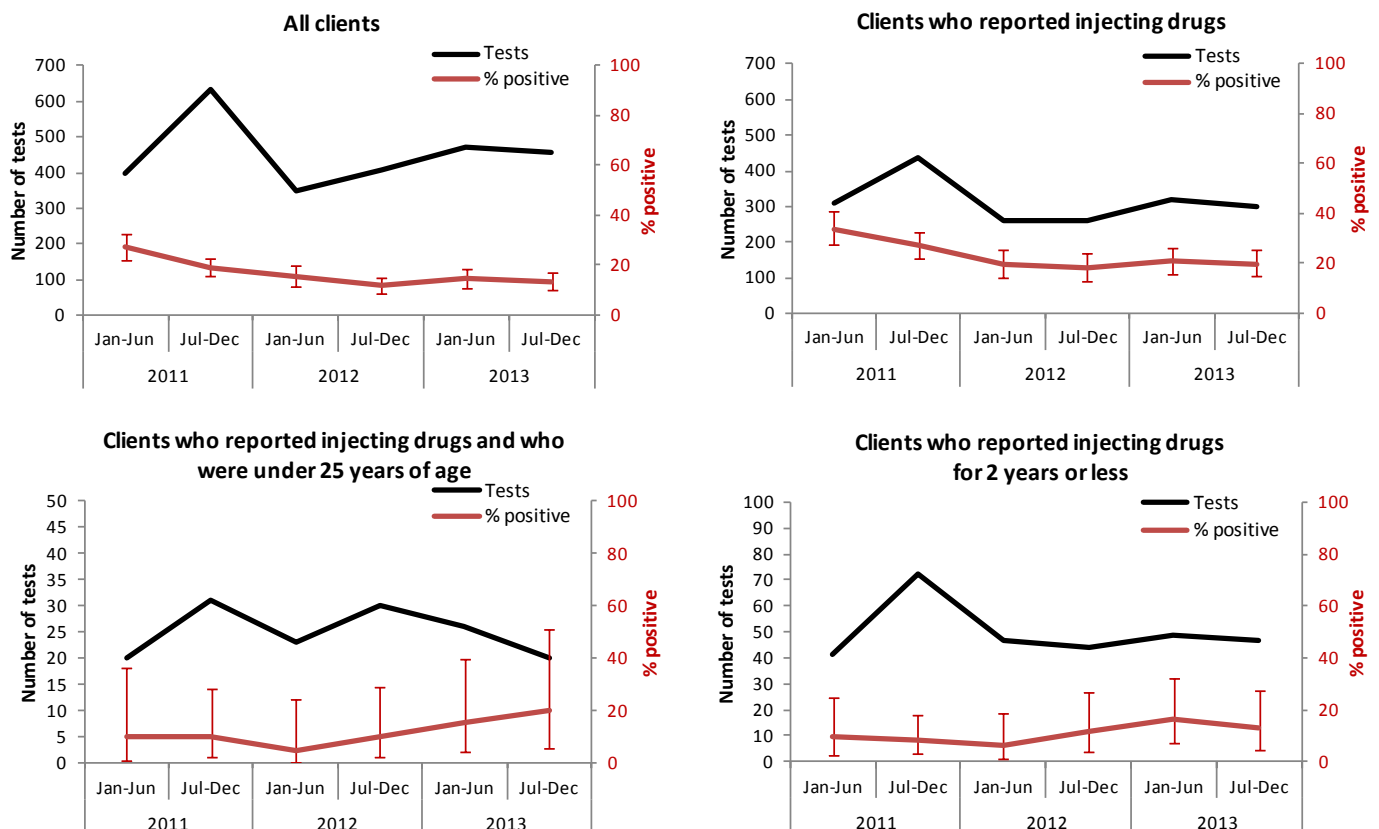 All clients
Tests
% positive
Number of tests
700
600
500
400
300
200
100
0
100
80
60
40
20
0
% positive
Jan-Jun Jul-Dec Jan-Jun Jul-Dec Jan-Jun Jul-Dec
2011 2012 2013
Clients who reported injecting drugs
Tests
% positive
Number of tests
700
600
500
400
300
200
100
0
100
80
60
40
20
0
% positive
Jan-Jun Jul-Dec Jan-Jun Jul-Dec Jan-Jun Jul-Dec
2011 2012 2013
Clients who reported injecting drugs and who
were under 25 years of age
Tests
% positive
Number of tests
50
45
40
35
30
25
20
15
10
5
0
100
80
60
40
20
0
% positive
Jan-Jun Jul-Dec Jan-Jun Jul-Dec Jan-Jun Jul-Dec
2011 2012 2013
Clients who reported injecting drugs
for 2 years or less
Tests
% positive
Number of tests
100
90
80
70
60
50
40
30
20
10
0
100
80
60
40
20
0
% positive
Jan-Jun Jul-Dec Jan-Jun Jul-Dec Jan-Jun Jul-Dec
2011 2012 2013